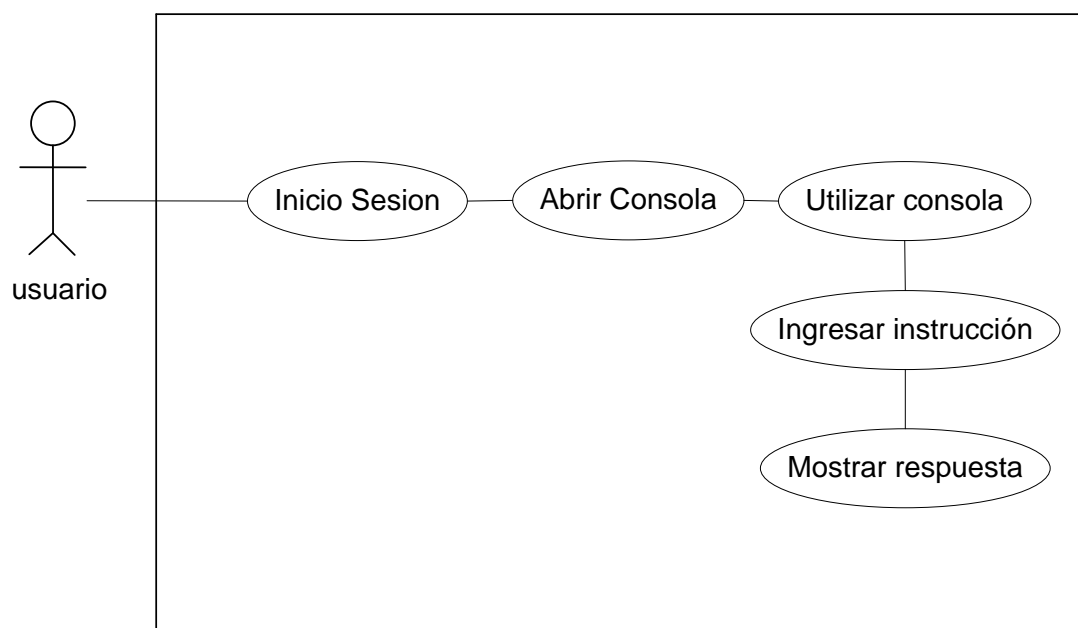 Inicio Sesion
Abrir Consola
Utilizar consola
usuario
Ingresar instrucción
Mostrar respuesta